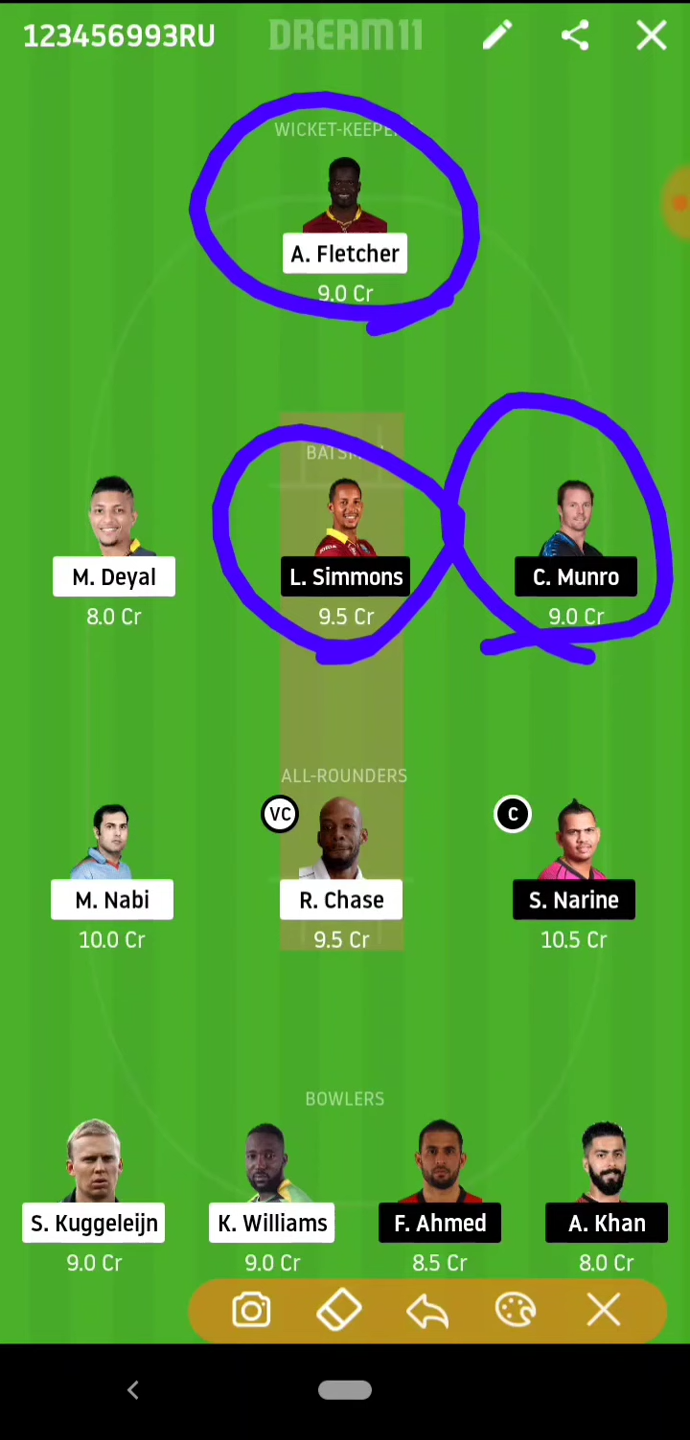 123456993RU DREAM11
WICKET-KEEPE
A. Fletcher
9.0 Cr
BATS
M. Deyal L. Simmons C. Munro
8.0 Cr 9.5 Cr 9.0 Cr
ALL-ROUNDERS
VC C
M. Nabi R. Chase S. Narine
10.0 Cr 9.5 Cr 10.5 Cr
BOWLERS
S. Kuggeleijn K. Williams F. Ahmed A. Khan
9.0 Cr 9.0 Cr 8.5 Cr 8.0 Cr